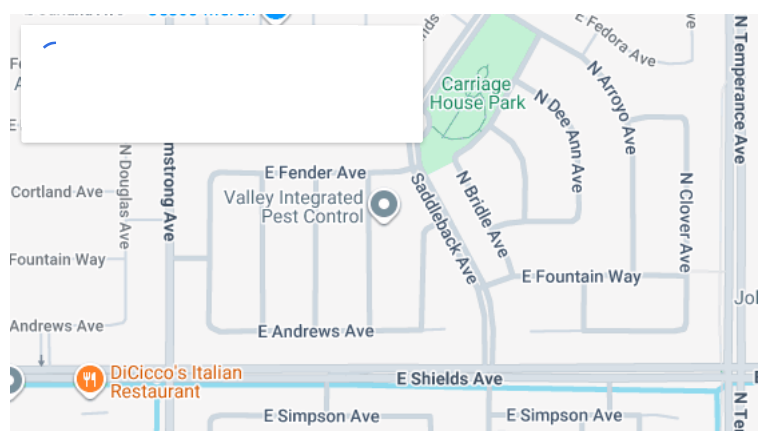 E Fedora Ave
N Temperance Ave
Carriage
House Park
N Arroyo Ave
N Dee Ann Ave
N Douglas Ave
mstrong Ave
E Fender Ave
Cortland Ave
Valley Integrated
Pest Control
Saddleback Ave
N Bridle Ave
N Clover Ave
Fountain Way
E Fountain Way
Andrews Ave
E Andrews Ave
DiCicco's Italian
Restaurant
E Shields Ave
E Simpson Ave
E Simpson Ave